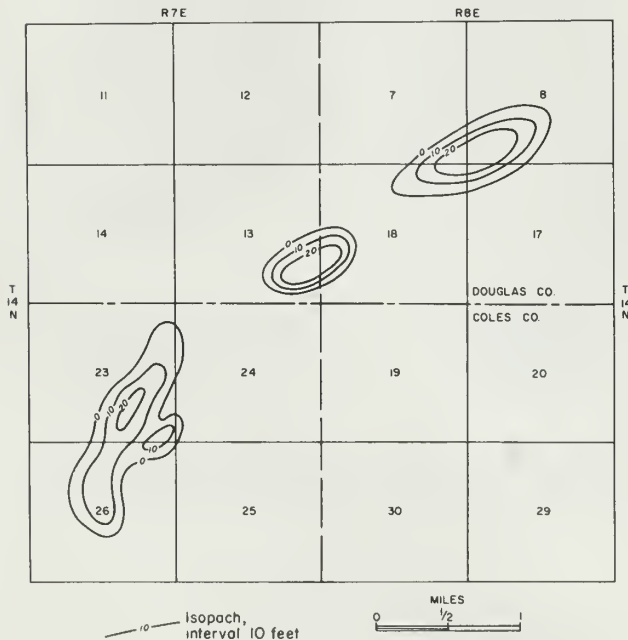 R7E R8E
11 12 7 8
0 10 20
14 13 18 17
0 10 20
T 14 N
DOUGLAS CO.
T 14 N
COLES CO.
23 24 19 20
0 10 20
10
0
26 25 30 29
MILES
0 1/2 1
10 Isopach,
interval 10 feet